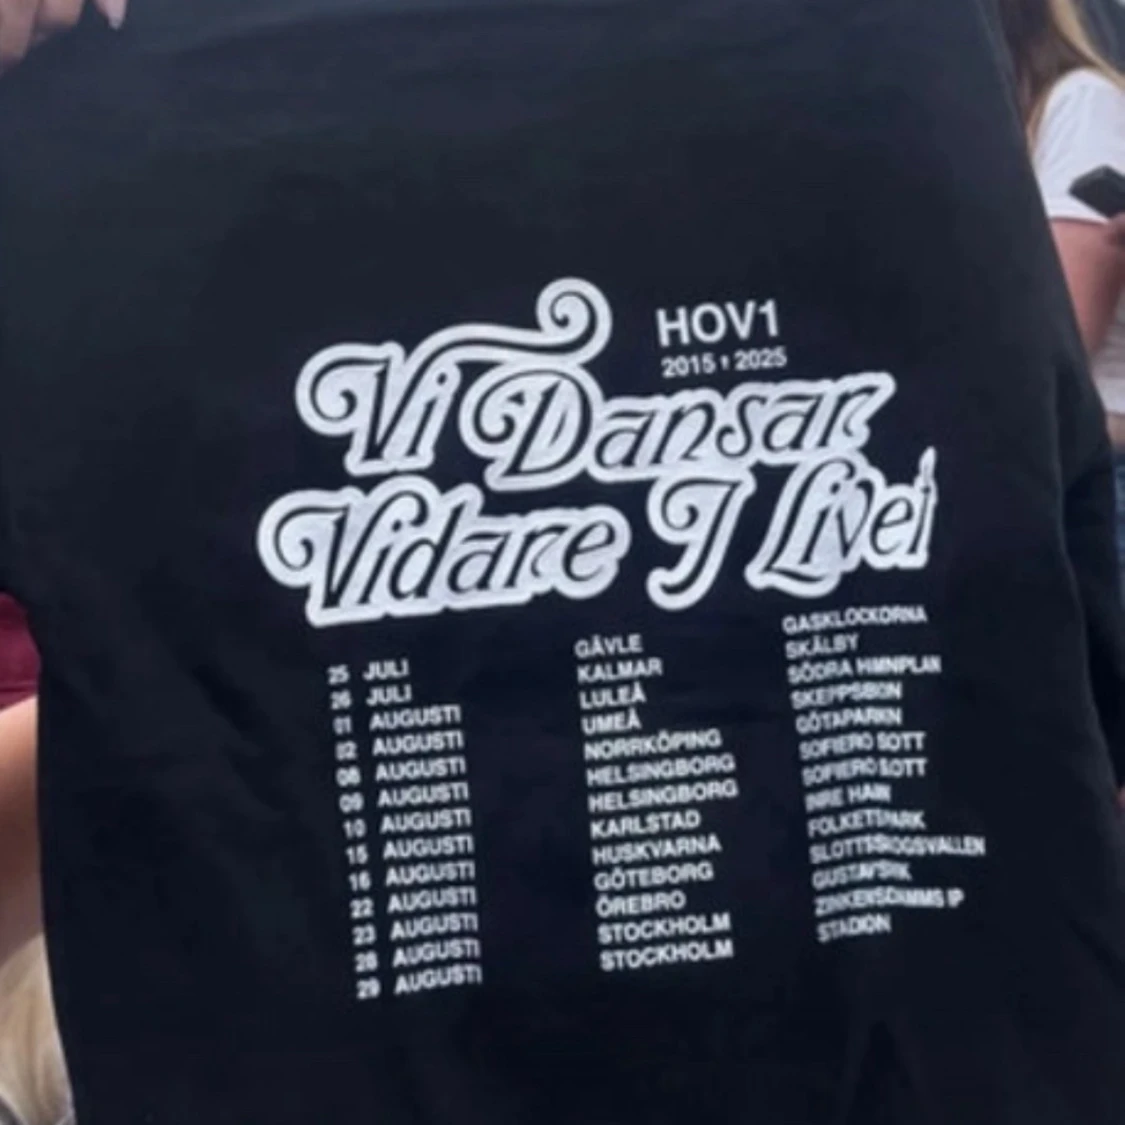 HOV1
2015 2025
Vi Dansar
Vidare I Livet
25 JULI GÄVLE GASKLOCKORNA
26 JULI KALMAR SKÄLBY
01 AUGUSTI LULEÅ SÖDRA HAMNPLAN
02 AUGUSTI UMEÅ SKEPPSBRON
08 AUGUSTI NORRKÖPING GÖTAPARKEN
09 AUGUSTI HELSINGBORG SOFIERO SLOTT
10 AUGUSTI HELSINGBORG SOFIERO SLOTT
15 AUGUSTI KARLSTAD INRE HAMN
16 AUGUSTI HUSKVARNA FOLKETS PARK
22 AUGUSTI GÖTEBORG SLOTTSSKOGSVALLEN
23 AUGUSTI ÖREBRO GUSTAVSVIK
28 AUGUSTI STOCKHOLM ZINKENSDAMMS IP
29 AUGUSTI STOCKHOLM STADION